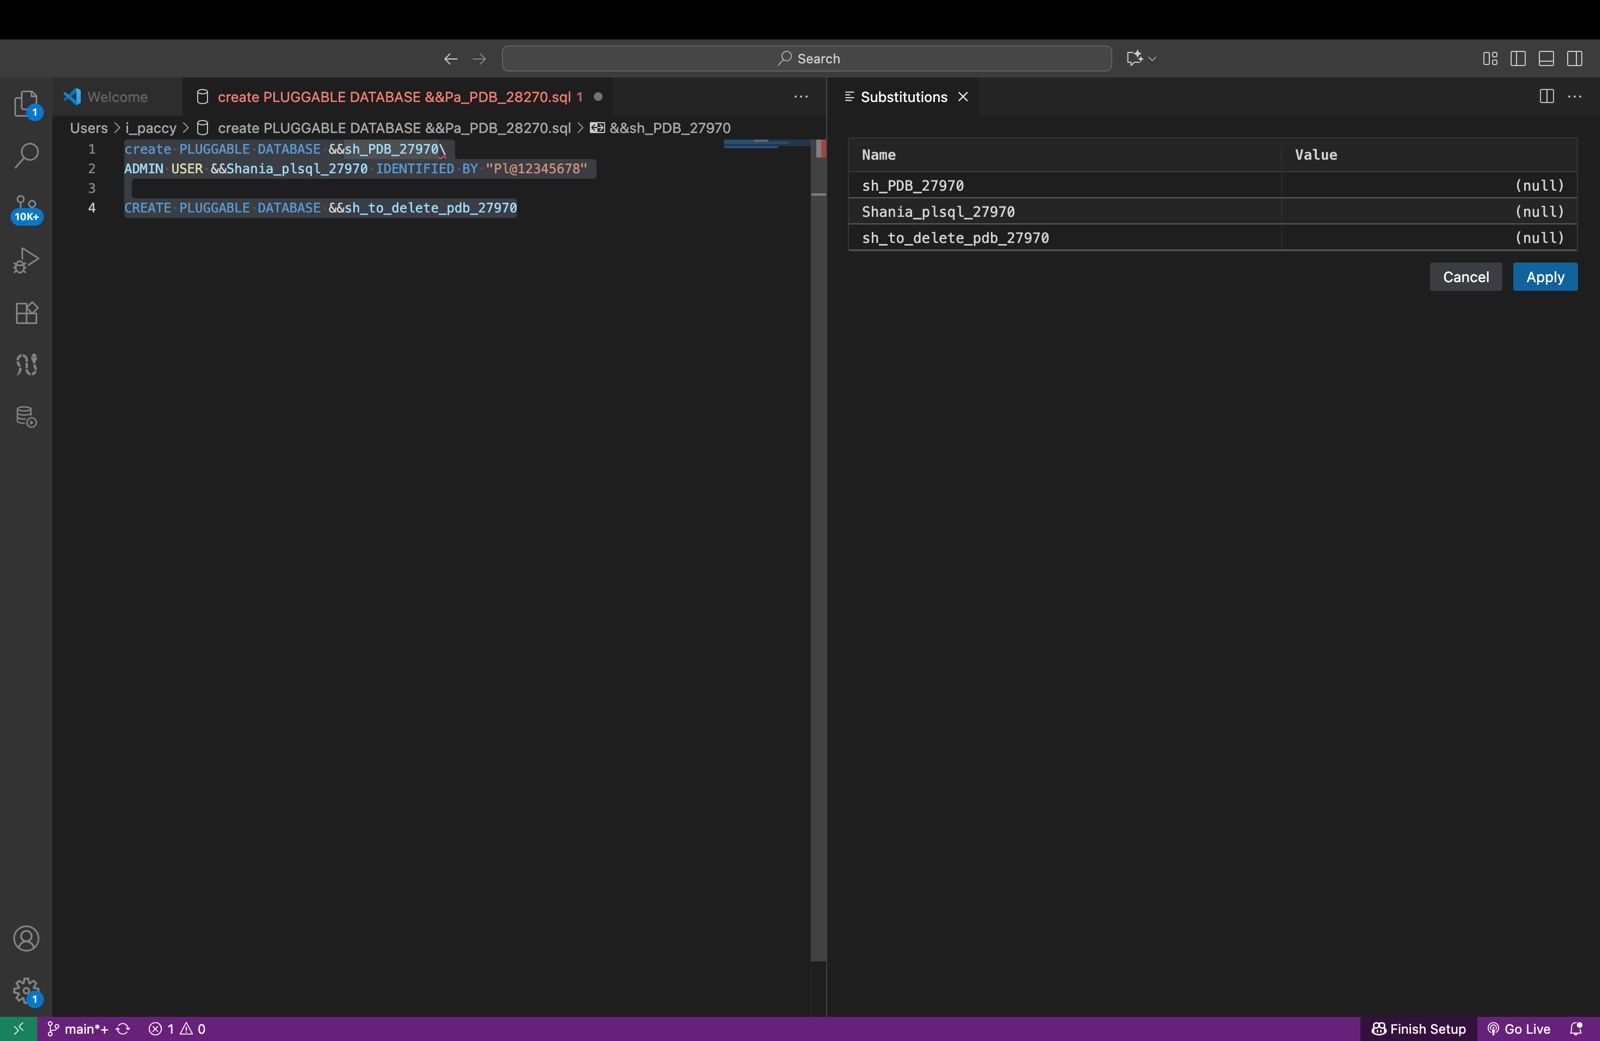 Search
Welcome
create PLUGGABLE DATABASE &&Pa_PDB_28270.sql 1
Substitutions
Users > i_paccy > create PLUGGABLE DATABASE &&Pa_PDB_28270.sql > &&sh_PDB_27970
1 create PLUGGABLE DATABASE &&sh_PDB_27970\
2 ADMIN USER &&Shania_plsql_27970 IDENTIFIED BY "Pl@12345678"
3
4 CREATE PLUGGABLE DATABASE &&sh_to_delete_pdb_27970
Name Value
sh_PDB_27970 (null)
Shania_plsql_27970 (null)
sh_to_delete_pdb_27970 (null)
Cancel Apply
1
10K+
1
main*+ 1 0
Finish Setup Go Live